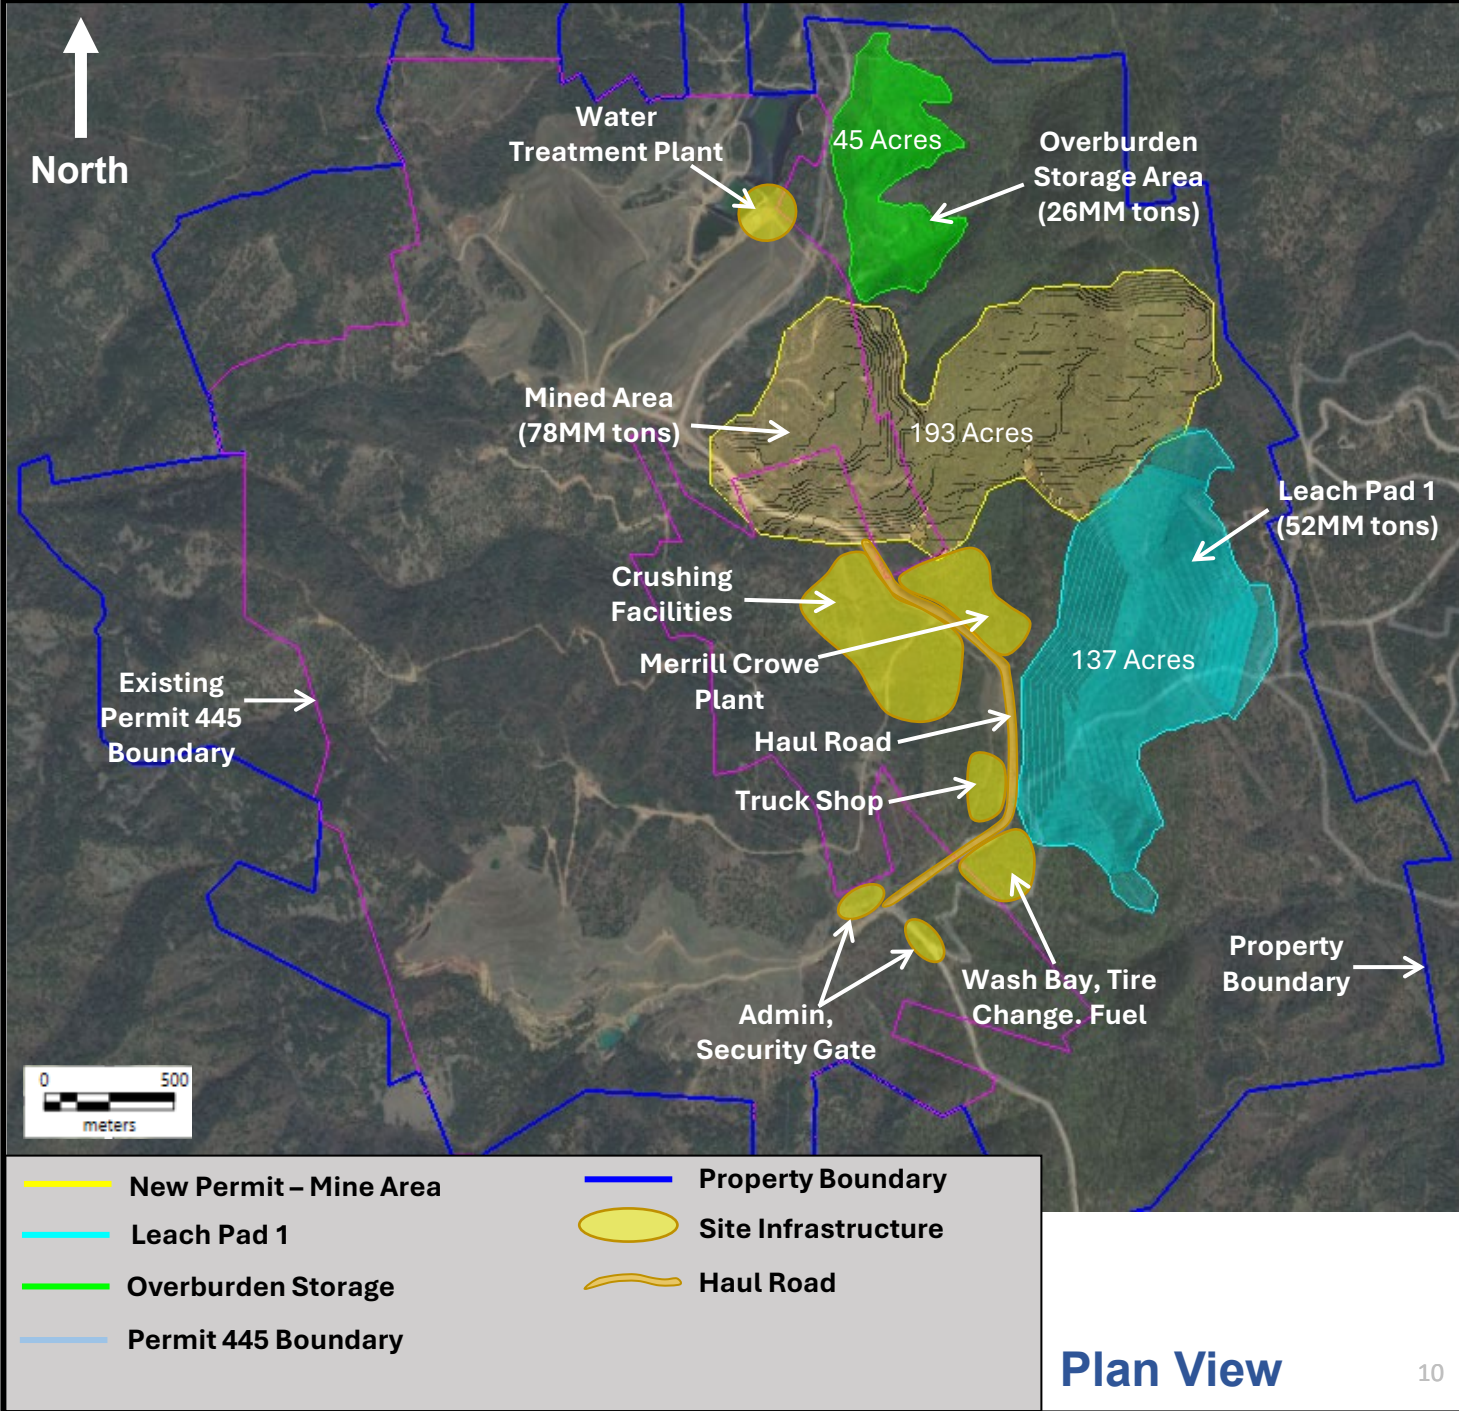 North
Water
Treatment Plant
45 Acres
Overburden
Storage Area
(26MM tons)
Mined Area
(78MM tons)
193 Acres
Leach Pad 1
(52MM tons)
Crushing
Facilities
Merrill Crowe
Plant
137 Acres
Existing
Permit 445
Boundary
Haul Road
Truck Shop
Property
Boundary
Wash Bay, Tire
Change. Fuel
Admin,
Security Gate
0 500
meters
New Permit – Mine Area
Leach Pad 1
Overburden Storage
Permit 445 Boundary
Property Boundary
Site Infrastructure
Haul Road
Plan View
10